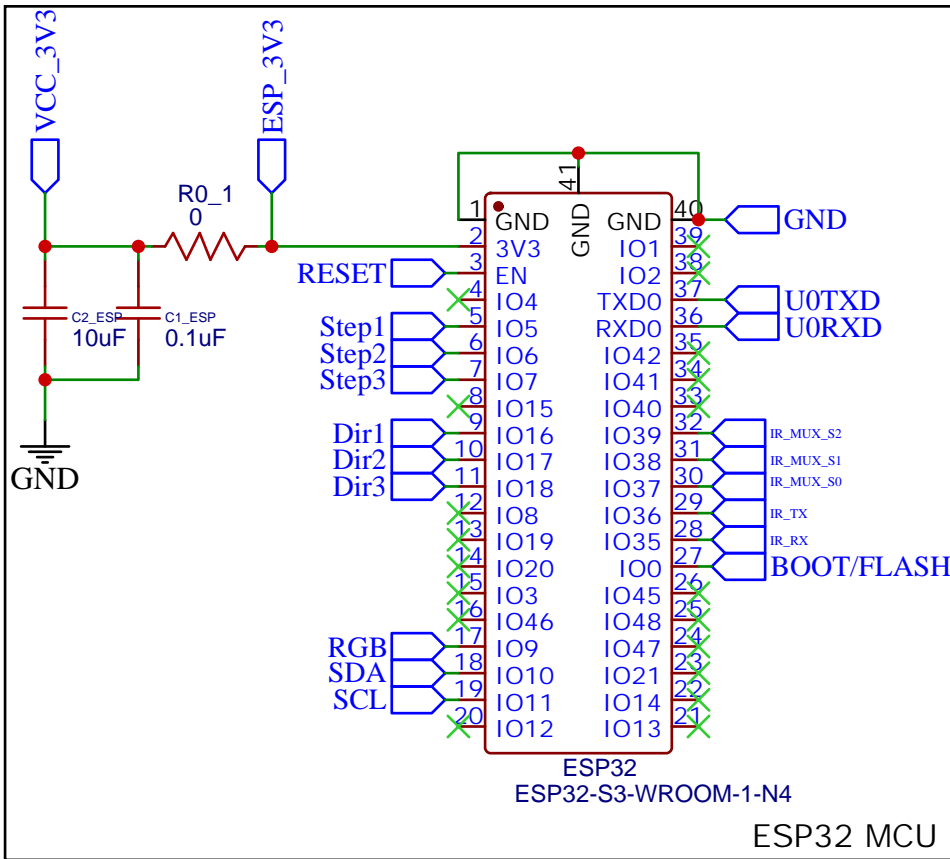 VCC_3V3
ESP_3V3
R0_1
0
C2_ESP
10uF
C1_ESP
0.1uF
GND
41
GND
1 GND
GND 40
GND
2 3V3
IO1 39
RESET
3 EN
IO2 38
4 IO4
TXD0 37
U0TXD
Step1
5 IO5
RXD0 36
U0RXD
Step2
6 IO6
IO42 35
Step3
7 IO7
IO41 34
8 IO15
IO40 33
Dir1
9 IO16
IO39 32
IR_MUX_S2
Dir2
10 IO17
IO38 31
IR_MUX_S1
Dir3
11 IO18
IO37 30
IR_MUX_S0
12 IO8
IO36 29
IR_TX
13 IO19
IO35 28
IR_RX
14 IO20
IO0 27
BOOT/FLASH
15 IO3
IO45 26
16 IO46
IO48 25
RGB
17 IO9
IO47 24
SDA
18 IO10
IO21 23
SCL
19 IO11
IO14 22
20 IO12
IO13 21
ESP32
ESP32-S3-WROOM-1-N4
ESP32 MCU